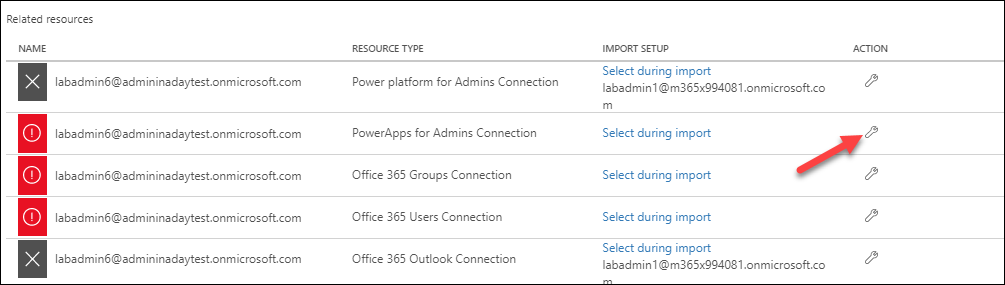 Related resources
NAME RESOURCE TYPE IMPORT SETUP ACTION
labadmin6@admininadaytest.onmicrosoft.com Power platform for Admins Connection Select during import
labadmin1@m365x994081.onmicrosoft.co
m
labadmin6@admininadaytest.onmicrosoft.com PowerApps for Admins Connection Select during import
labadmin6@admininadaytest.onmicrosoft.com Office 365 Groups Connection Select during import
labadmin6@admininadaytest.onmicrosoft.com Office 365 Users Connection Select during import
labadmin6@admininadaytest.onmicrosoft.com Office 365 Outlook Connection Select during import
labadmin1@m365x994081.onmicrosoft.co
m